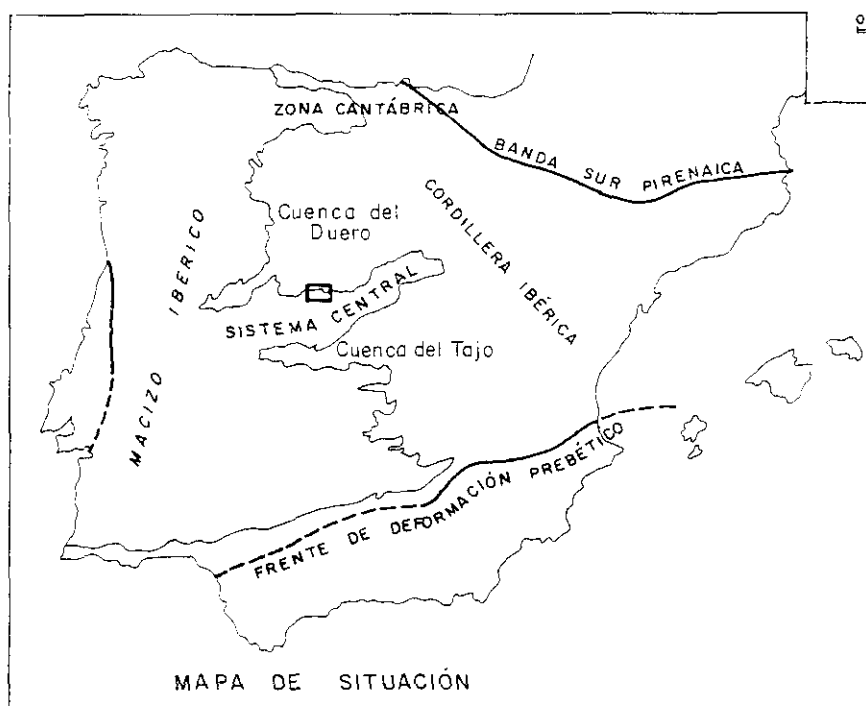 ZONA CANTÁBRICA
BANDA SUR PIRENAICA
CORDILLERA IBÉRICA
Cuenca del
Duero
MACIZO IBERICO
SISTEMA CENTRAL
Cuenca del Tajo
FRENTE DE DEFORMACIÓN PREBÉTICO
MAPA DE SITUACIÓN